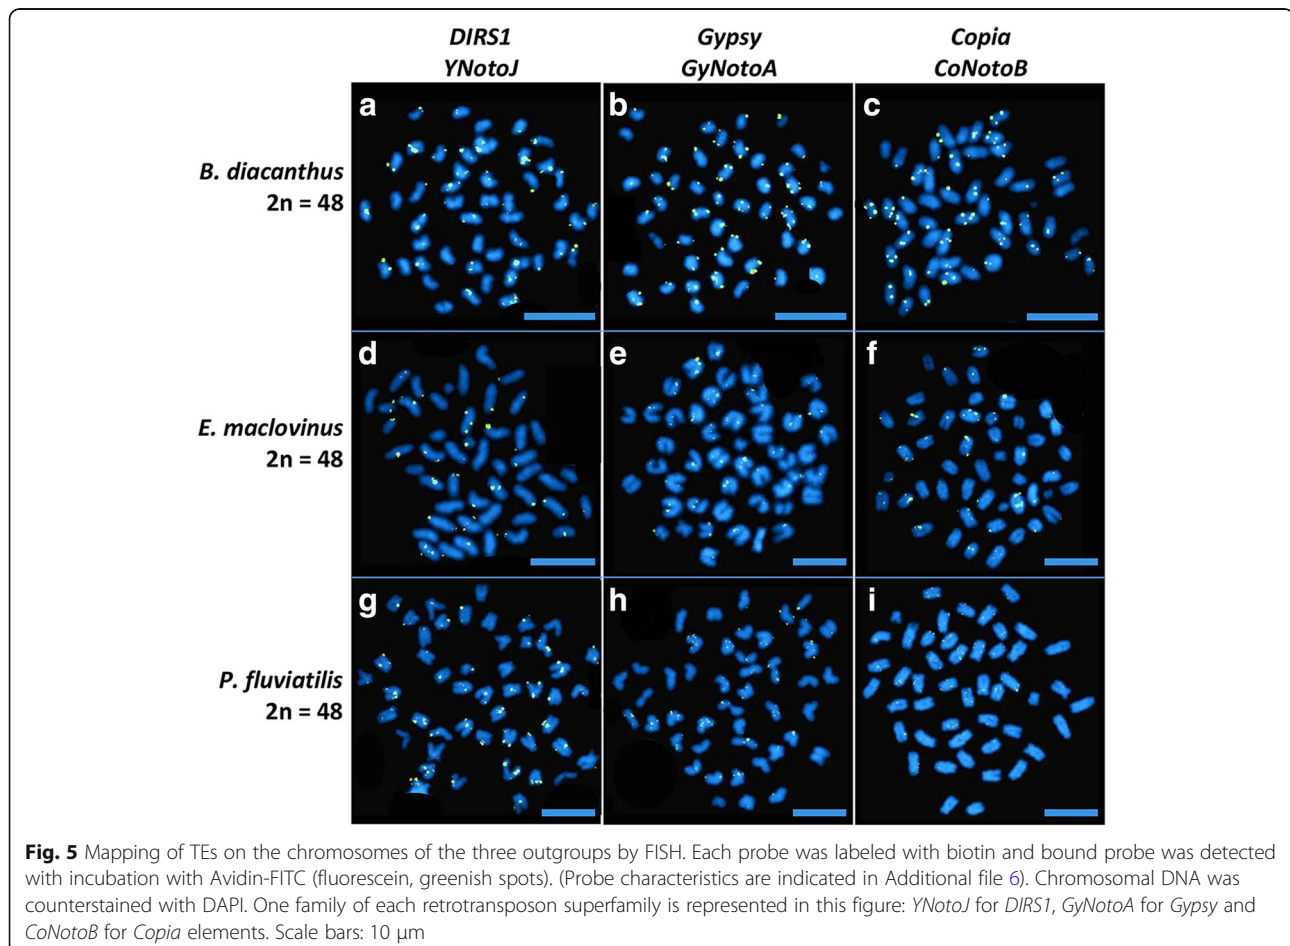 DIRS1 Gypsy Copia
YNotoJ GyNotoA CoNotoB
a b c
B. diacanthus
2n = 48
d e f
E. maclovinus
2n = 48
g h i
P. fluviatilis
2n = 48
Fig. 5 Mapping of TEs on the chromosomes of the three outgroups by FISH. Each probe was labeled with biotin and bound probe was detected
with incubation with Avidin-FITC (fluorescein, greenish spots). (Probe characteristics are indicated in Additional file 6). Chromosomal DNA was
counterstained with DAPI. One family of each retrotransposon superfamily is represented in this figure: YNotoJ for DIRS1, GyNotoA for Gypsy and
CoNotoB for Copia elements. Scale bars: 10 μm